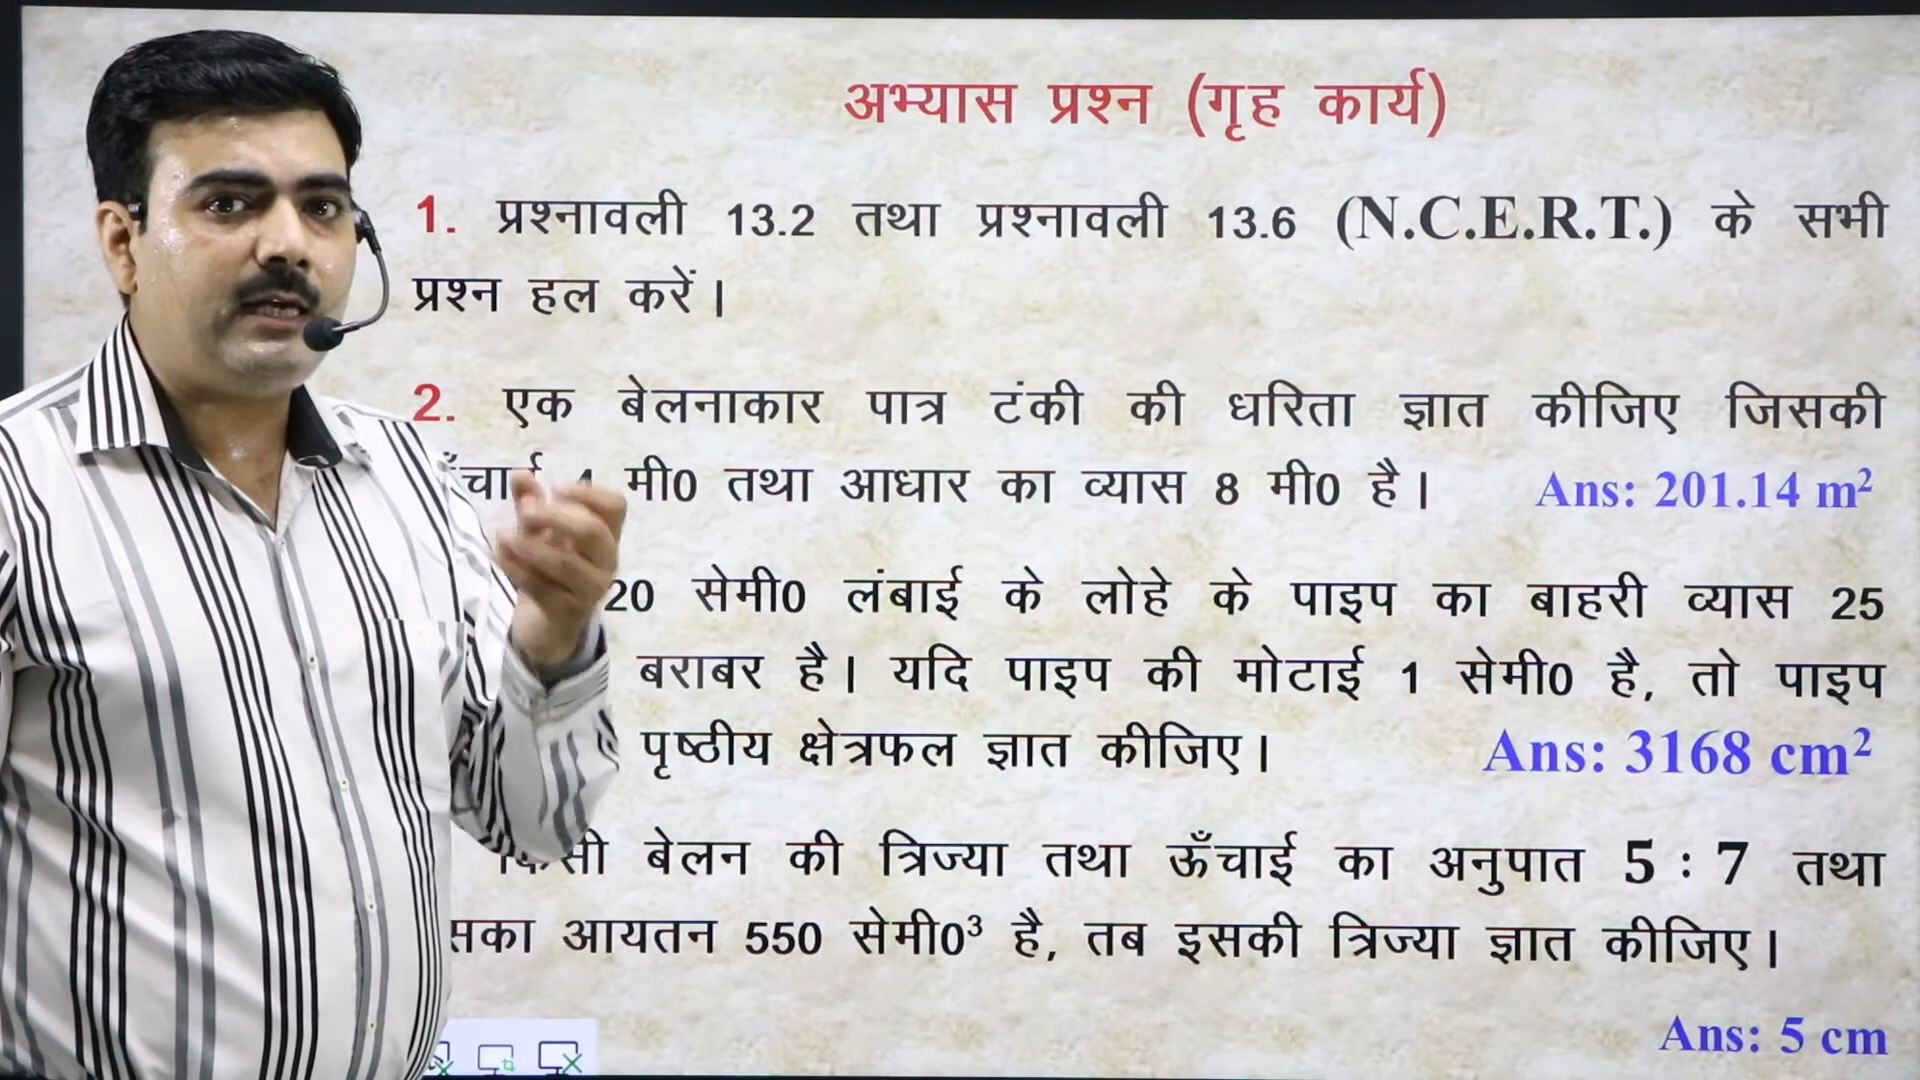 अभ्यास प्रश्न (गृह कार्य)
1. प्रश्नावली 13.2 तथा प्रश्नावली 13.6 (N.C.E.R.T.) के सभी
प्रश्न हल करें।
2. एक बेलनाकार पात्र टंकी की धरिता ज्ञात कीजिए जिसकी
मी0 तथा आधार का व्यास 8 मी0 है। Ans: 201.14 m²
20 सेमी0 लंबाई के लोहे के पाइप का बाहरी व्यास 25
बराबर है। यदि पाइप की मोटाई 1 सेमी0 है, तो पाइप
पृष्ठीय क्षेत्रफल ज्ञात कीजिए। Ans: 3168 cm²
बेलन की त्रिज्या तथा ऊँचाई का अनुपात 5 : 7 तथा
आयतन 550 सेमी0³ है, तब इसकी त्रिज्या ज्ञात कीजिए।
Ans: 5 cm